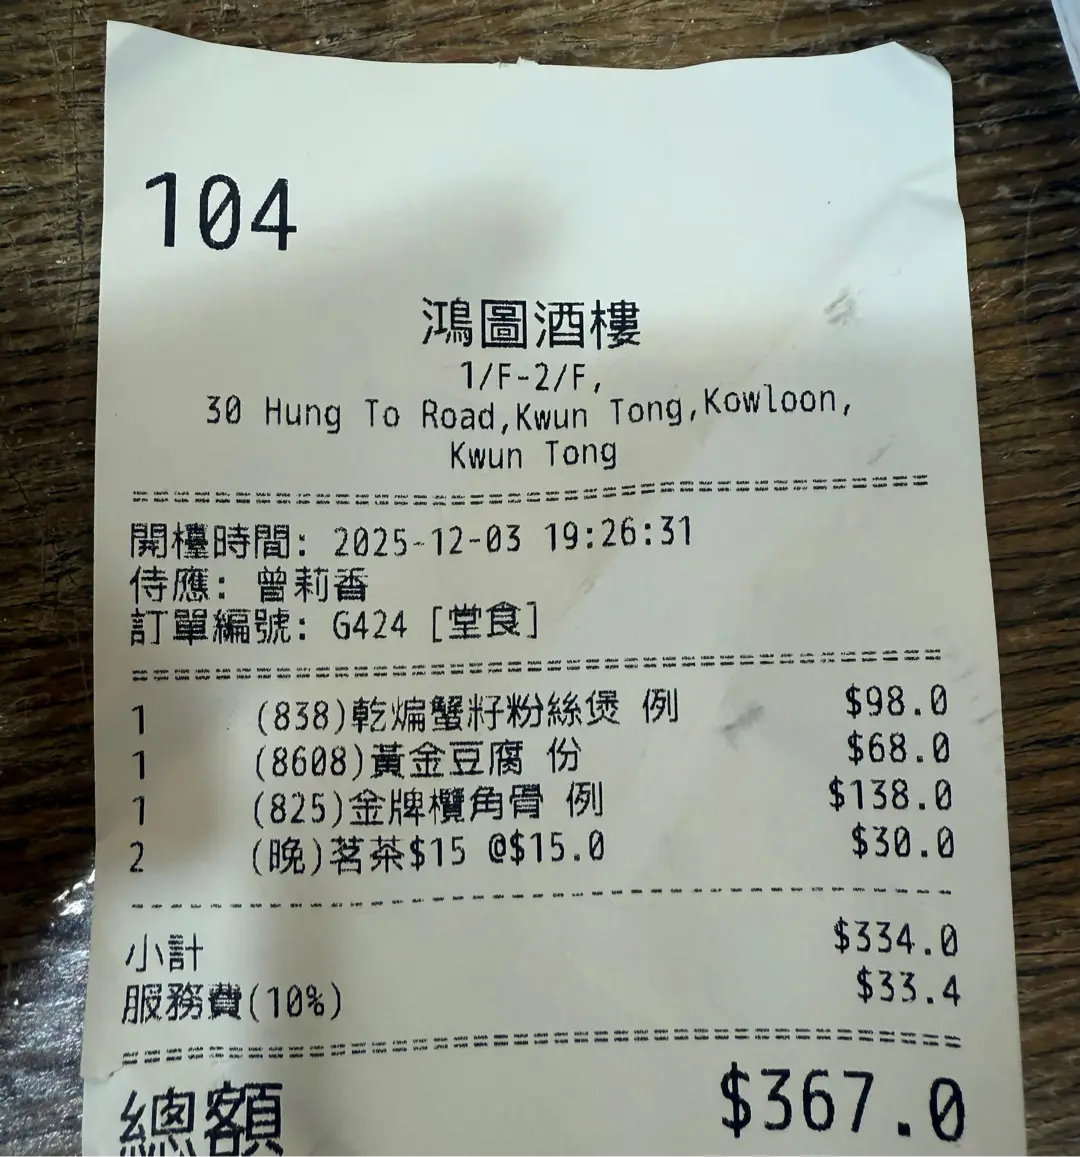 104
鴻圖酒樓
1/F-2/F,
30 Hung To Road,Kwun Tong,Kowloon,
Kwun Tong
開檯時間: 2025-12-03 19:26:31
侍應: 曾莉香
訂單編號: G424 [堂食]
1 (838)乾煸蟹籽粉絲煲 例 $98.0
1 (8608)黃金豆腐 份 $68.0
1 (825)金牌欖角骨 例 $138.0
2 (晚)茗茶$15 @$15.0 $30.0
小計 $334.0
服務費(10%) $33.4
總額 $367.0